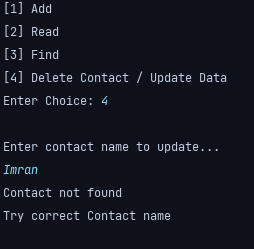 [1] Add
[2] Read
[3] Find
[4] Delete Contact / Update Data
Enter Choice: 4
Enter contact name to update...
Imran
Contact not found
Try correct Contact name